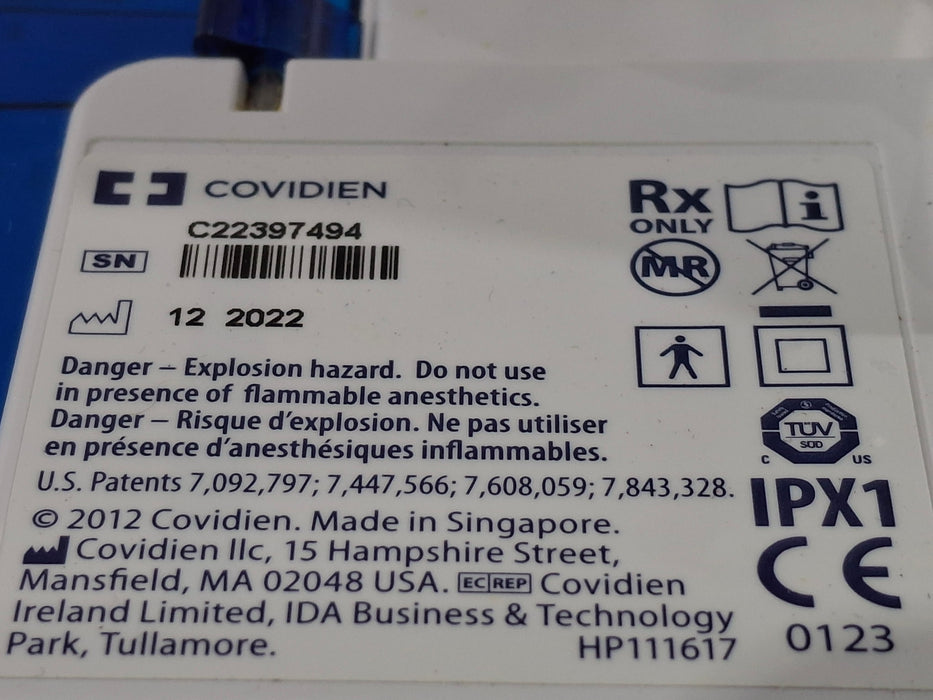 COVIDIEN
C22397494
SN
12 2022
Danger – Explosion hazard. Do not use
in presence of flammable anesthetics.
Danger – Risque d'explosion. Ne pas utiliser
en présence d'anesthésiques inflammables.
U.S. Patents 7,092,797; 7,447,566; 7,608,059; 7,843,328.
© 2012 Covidien. Made in Singapore.
Covidien llc, 15 Hampshire Street,
Mansfield, MA 02048 USA. EC REP Covidien
Ireland Limited, IDA Business & Technology
Park, Tullamore.
HP111617
Rx
ONLY
i
MR
TÜV
SÜD
C US
IPX1
CE
0123